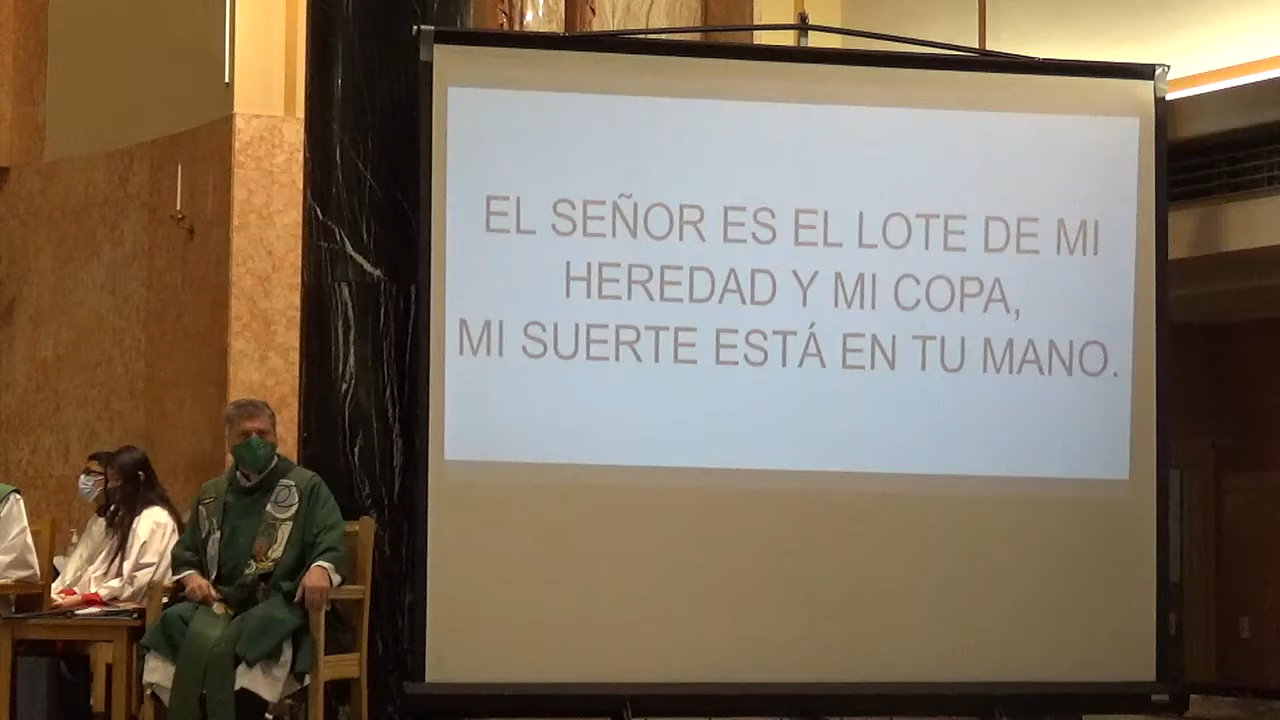 EL SEÑOR ES EL LOTE DE MI
HEREDAD Y MI COPA,
MI SUERTE ESTÁ EN TU MANO.